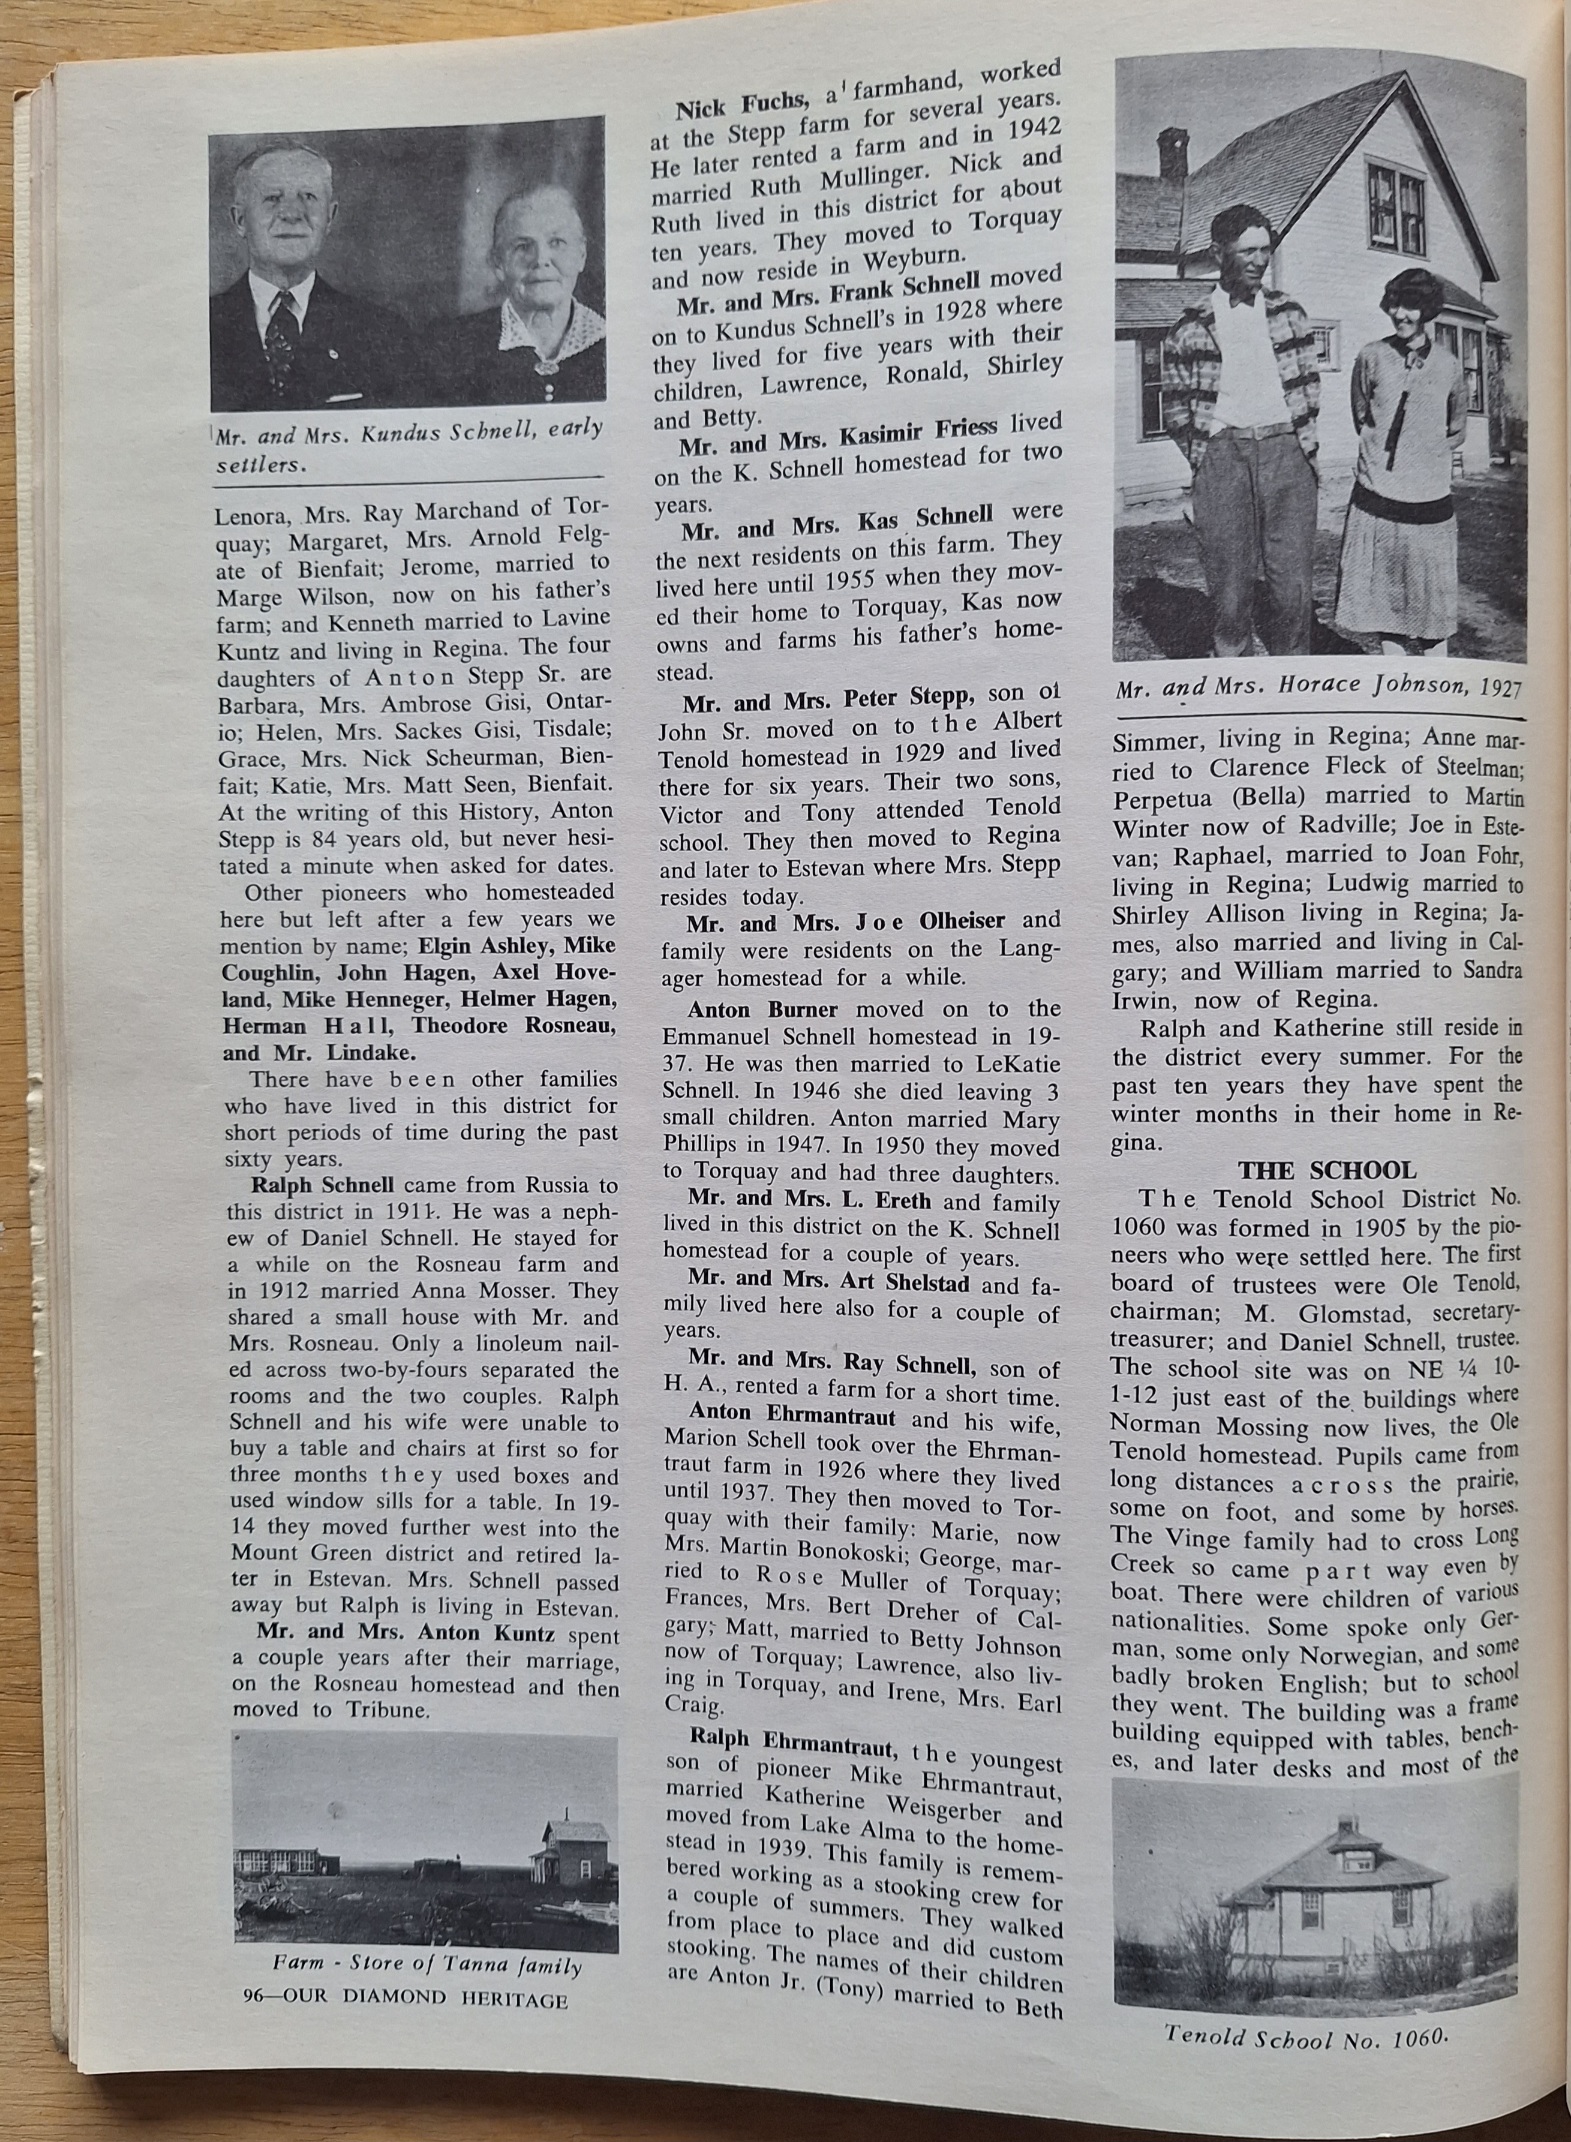 Mr. and Mrs. Kundus Schnell, early
settlers.
Lenora, Mrs. Ray Marchand of Tor-
quay; Margaret, Mrs. Arnold Felg-
ate of Bienfait; Jerome, married to
Marge Wilson, now on his father's
farm; and Kenneth married to Lavine
Kuntz and living in Regina. The four
daughters of Anton Stepp Sr. are
Barbara, Mrs. Ambrose Gisi, Ontar-
io; Helen, Mrs. Sackes Gisi, Tisdale;
Grace, Mrs. Nick Scheurman, Bien-
fait; Katie, Mrs. Matt Seen, Bienfait.
At the writing of this History, Anton
Stepp is 84 years old, but never hesi-
tated a minute when asked for dates.
Other pioneers who homesteaded
here but left after a few years we
mention by name; Elgin Ashley, Mike
Coughlin, John Hagen, Axel Hove-
land, Mike Henneger, Helmer Hagen,
Herman Hall, Theodore Rosneau,
and Mr. Lindake.
There have been other families
who have lived in this district for
short periods of time during the past
sixty years.
Ralph Schnell came from Russia to
this district in 1911. He was a neph-
ew of Daniel Schnell. He stayed for
a while on the Rosneau farm and
in 1912 married Anna Mosser. They
shared a small house with Mr. and
Mrs. Rosneau. Only a linoleum nail-
ed across two-by-fours separated the
rooms and the two couples. Ralph
Schnell and his wife were unable to
buy a table and chairs at first so for
three months they used boxes and
used window sills for a table. In 19-
14 they moved further west into the
Mount Green district and retired la-
ter in Estevan. Mrs. Schnell passed
away but Ralph is living in Estevan.
Mr. and Mrs. Anton Kuntz spent
a couple years after their marriage,
on the Rosneau homestead and then
moved to Tribune.
Farm - Store of Tanna family
96—OUR DIAMOND HERITAGE
Nick Fuchs, a farmhand, worked
at the Stepp farm for several years.
He later rented a farm and in 1942
married Ruth Mullinger. Nick and
Ruth lived in this district for about
ten years. They moved to Torquay
and now reside in Weyburn.
Mr. and Mrs. Frank Schnell moved
on to Kundus Schnell's in 1928 where
they lived for five years with their
children, Lawrence, Ronald, Shirley
and Betty.
Mr. and Mrs. Kasimir Friess lived
on the K. Schnell homestead for two
years.
Mr. and Mrs. Kas Schnell were
the next residents on this farm. They
lived here until 1955 when they mov-
ed their home to Torquay, Kas now
owns and farms his father's home-
stead.
Mr. and Mrs. Peter Stepp, son of
John Sr. moved on to the Albert
Tenold homestead in 1929 and lived
there for six years. Their two sons,
Victor and Tony attended Tenold
school. They then moved to Regina
and later to Estevan where Mrs. Stepp
resides today.
Mr. and Mrs. Joe Olheiser and
family were residents on the Lang-
ager homestead for a while.
Anton Burner moved on to the
Emmanuel Schnell homestead in 19-
37. He was then married to LeKatie
Schnell. In 1946 she died leaving 3
small children. Anton married Mary
Phillips in 1947. In 1950 they moved
to Torquay and had three daughters.
Mr. and Mrs. L. Ereth and family
lived in this district on the K. Schnell
homestead for a couple of years.
Mr. and Mrs. Art Shelstad and fa-
mily lived here also for a couple of
years.
Mr. and Mrs. Ray Schnell, son of
H. A., rented a farm for a short time.
Anton Ehrmantraut and his wife,
Marion Schell took over the Ehrman-
traut farm in 1926 where they lived
until 1937. They then moved to Tor-
quay with their family: Marie, now
Mrs. Martin Bonokoski; George, mar-
ried to Rose Muller of Torquay;
Frances, Mrs. Bert Dreher of Cal-
gary; Matt, married to Betty Johnson
now of Torquay; Lawrence, also liv-
ing in Torquay, and Irene, Mrs. Earl
Craig.
Ralph Ehrmantraut, the youngest
son of pioneer Mike Ehrmantraut,
married Katherine Weisgerber and
moved from Lake Alma to the home-
stead in 1939. This family is remem-
bered working as a stooking crew for
a couple of summers. They walked
from place to place and did custom
stooking. The names of their children
are Anton Jr. (Tony) married to Beth
Mr. and Mrs. Horace Johnson, 1927
Simmer, living in Regina; Anne mar-
ried to Clarence Fleck of Steelman;
Perpetua (Bella) married to Martin
Winter now of Radville; Joe in Este-
van; Raphael, married to Joan Fohr,
living in Regina; Ludwig married to
Shirley Allison living in Regina; Ja-
mes, also married and living in Cal-
gary; and William married to Sandra
Irwin, now of Regina.
Ralph and Katherine still reside in
the district every summer. For the
past ten years they have spent the
winter months in their home in Re-
gina.
THE SCHOOL
The Tenold School District No.
1060 was formed in 1905 by the pio-
neers who were settled here. The first
board of trustees were Ole Tenold,
chairman; M. Glomstad, secretary-
treasurer; and Daniel Schnell, trustee.
The school site was on NE ¼ 10-
1-12 just east of the buildings where
Norman Mossing now lives, the Ole
Tenold homestead. Pupils came from
long distances across the prairie,
some on foot, and some by horses.
The Vinge family had to cross Long
Creek so came part way even by
boat. There were children of various
nationalities. Some spoke only Ger-
man, some only Norwegian, and some
badly broken English; but to school
they went. The building was a frame
building equipped with tables, bench-
es, and later desks and most of the
Tenold School No. 1060.